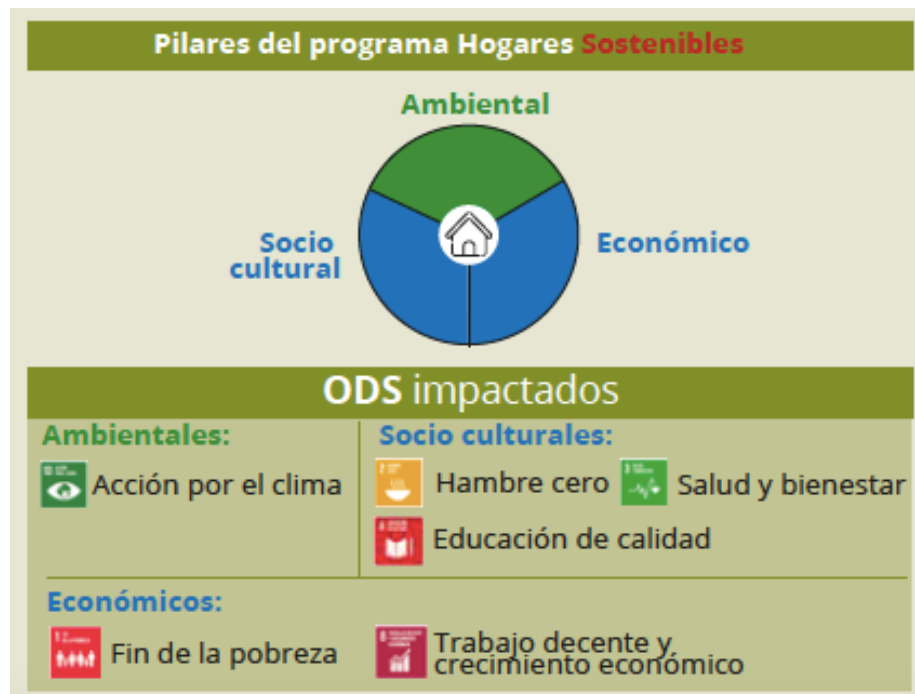 Pilares del programa Hogares Sostenibles
Ambiental
Socio
cultural
Económico
ODS impactados
Ambientales:
Acción por el clima
Socio culturales:
Hambre cero
Salud y bienestar
Educación de calidad
Económicos:
Fin de la pobreza
Trabajo decente y
crecimiento económico